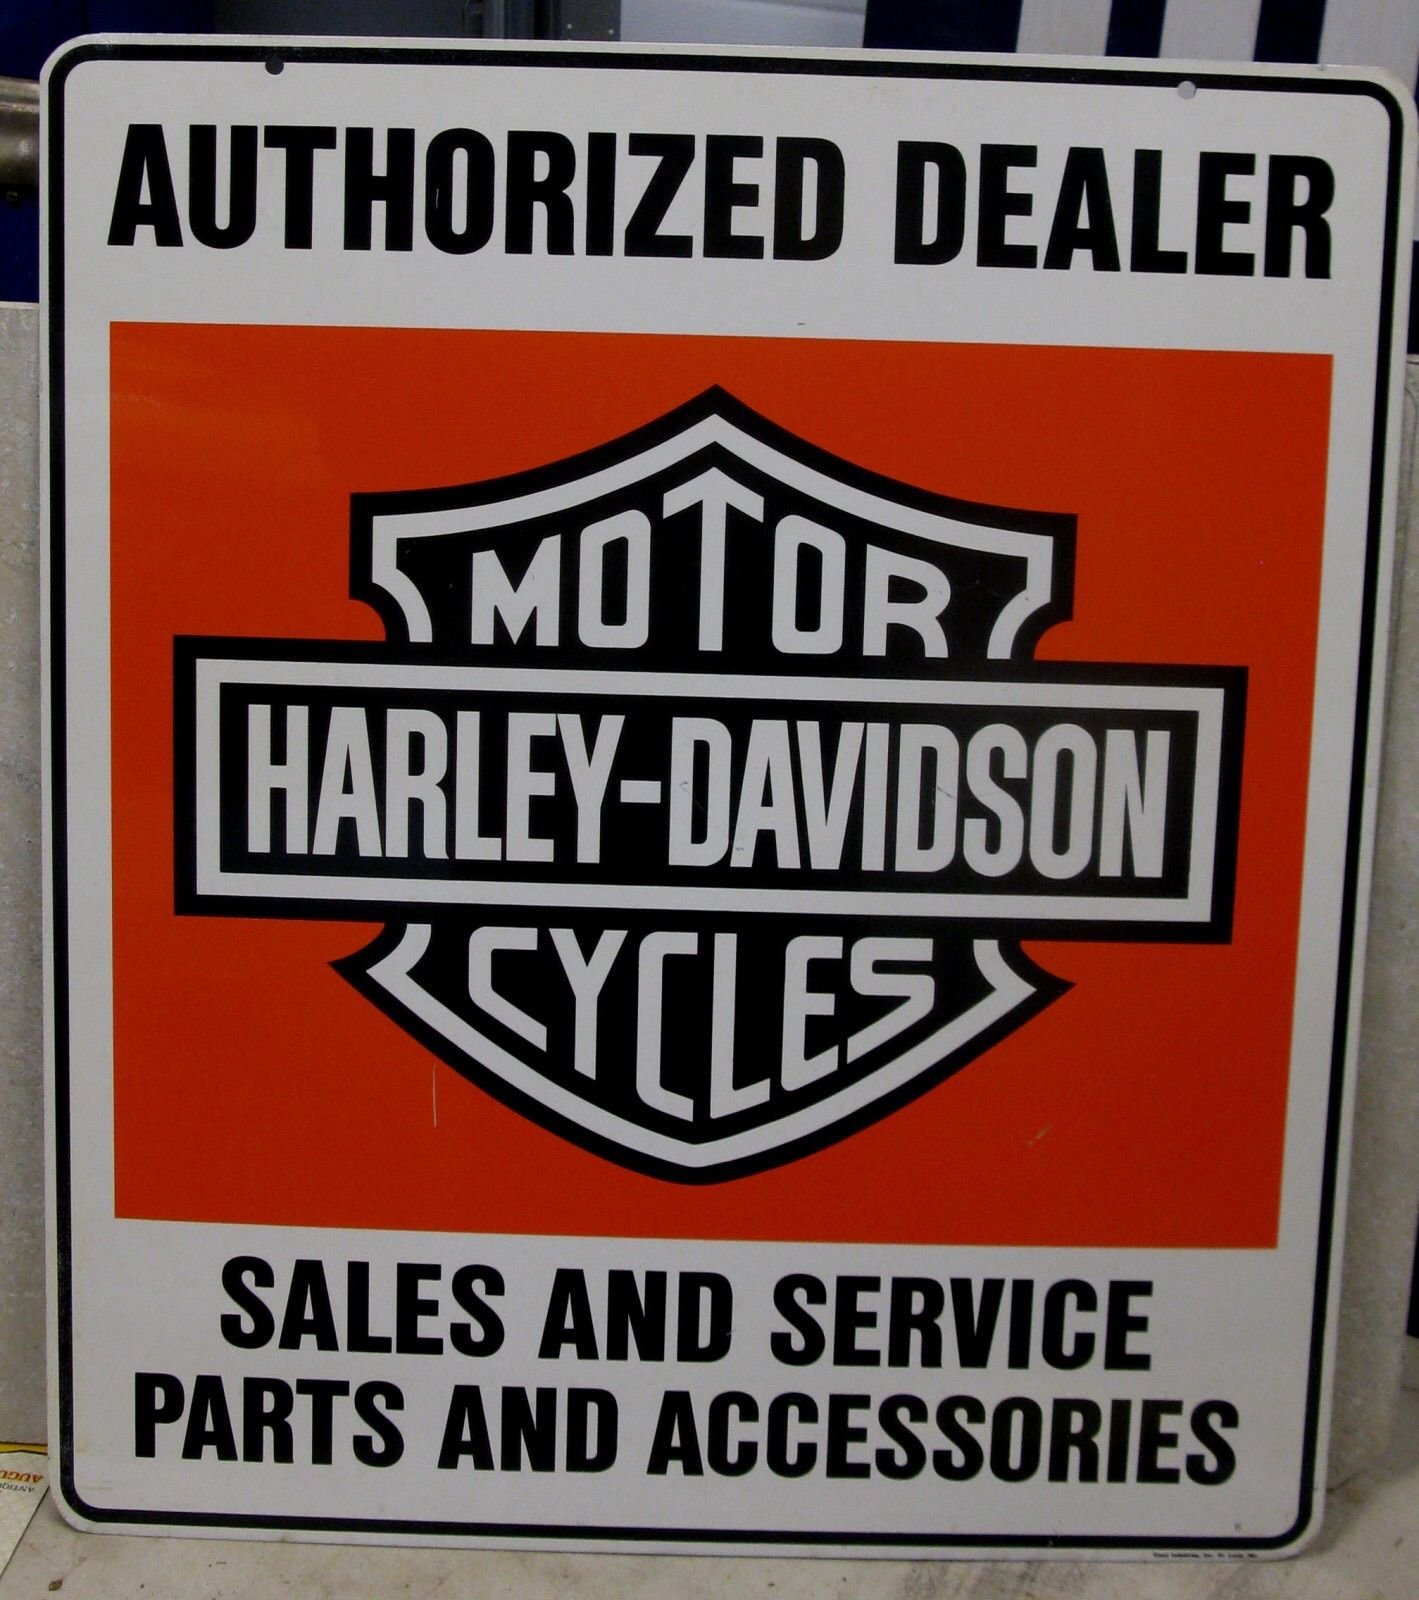 AUTHORIZED DEALER
MOTOR
HARLEY-DAVIDSON
CYCLES
SALES AND SERVICE
PARTS AND ACCESSORIES